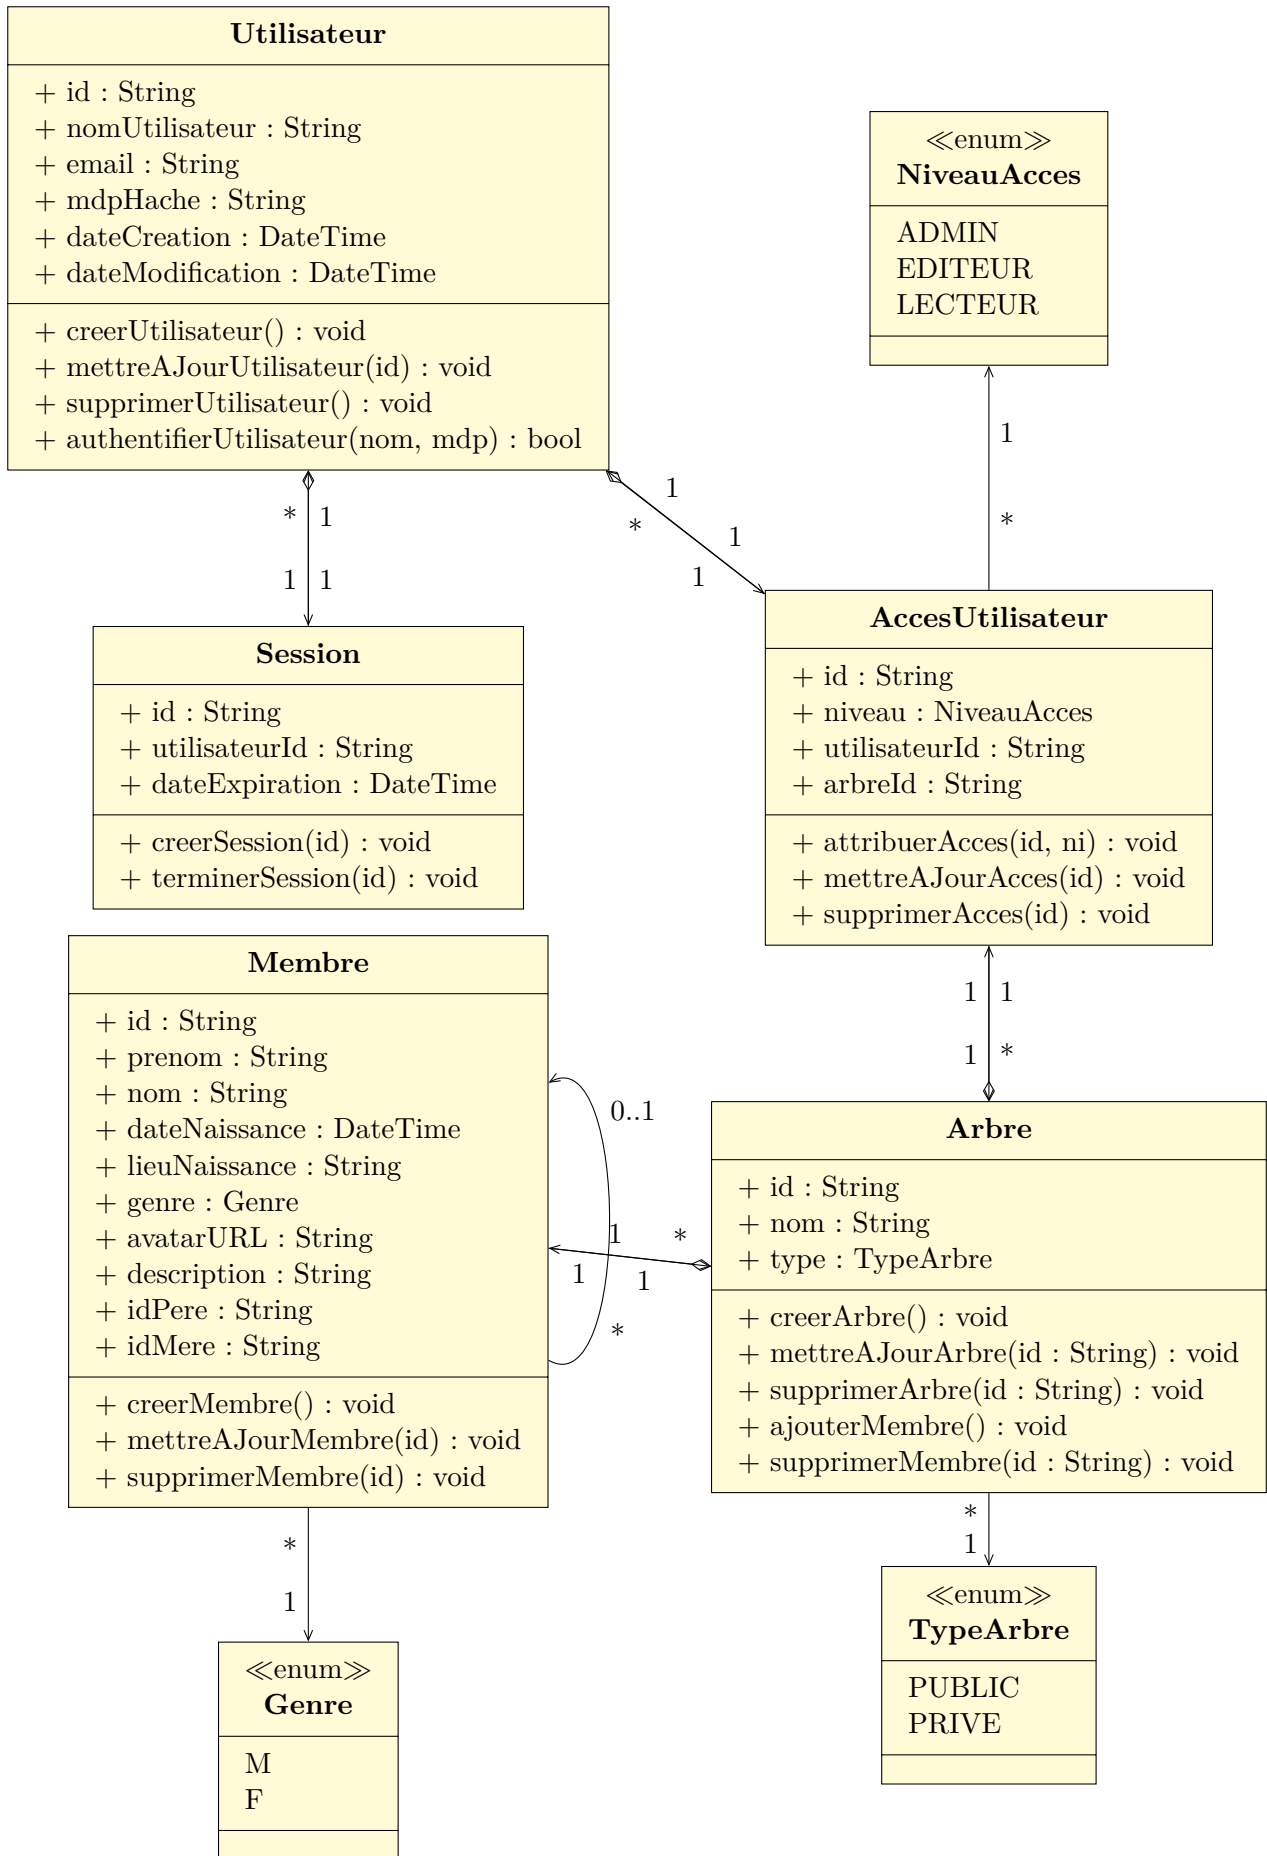 Utilisateur
+ id : String
+ nomUtilisateur : String
+ email : String
+ mdpHache : String
+ dateCreation : DateTime
+ dateModification : DateTime
+ creerUtilisateur() : void
+ mettreAJourUtilisateur(id) : void
+ supprimerUtilisateur() : void
+ authentifierUtilisateur(nom, mdp) : bool
≪enum≫
NiveauAcces
ADMIN
EDITEUR
LECTEUR
1
*
* 1
1 1
1
*
1
1
Session
+ id : String
+ utilisateurId : String
+ dateExpiration : DateTime
+ creerSession(id) : void
+ terminerSession(id) : void
AccesUtilisateur
+ id : String
+ niveau : NiveauAcces
+ utilisateurId : String
+ arbreId : String
+ attribuerAcces(id, ni) : void
+ mettreAJourAcces(id) : void
+ supprimerAcces(id) : void
1 1
1 *
Membre
+ id : String
+ prenom : String
+ nom : String
+ dateNaissance : DateTime
+ lieuNaissance : String
+ genre : Genre
+ avatarURL : String
+ description : String
+ idPere : String
+ idMere : String
+ creerMembre() : void
+ mettreAJourMembre(id) : void
+ supprimerMembre(id) : void
0..1
1 *
1 1
*
Arbre
+ id : String
+ nom : String
+ type : TypeArbre
+ creerArbre() : void
+ mettreAJourArbre(id : String) : void
+ supprimerArbre(id : String) : void
+ ajouterMembre() : void
+ supprimerMembre(id : String) : void
*
1
*
1
≪enum≫
Genre
M
F
≪enum≫
TypeArbre
PUBLIC
PRIVE